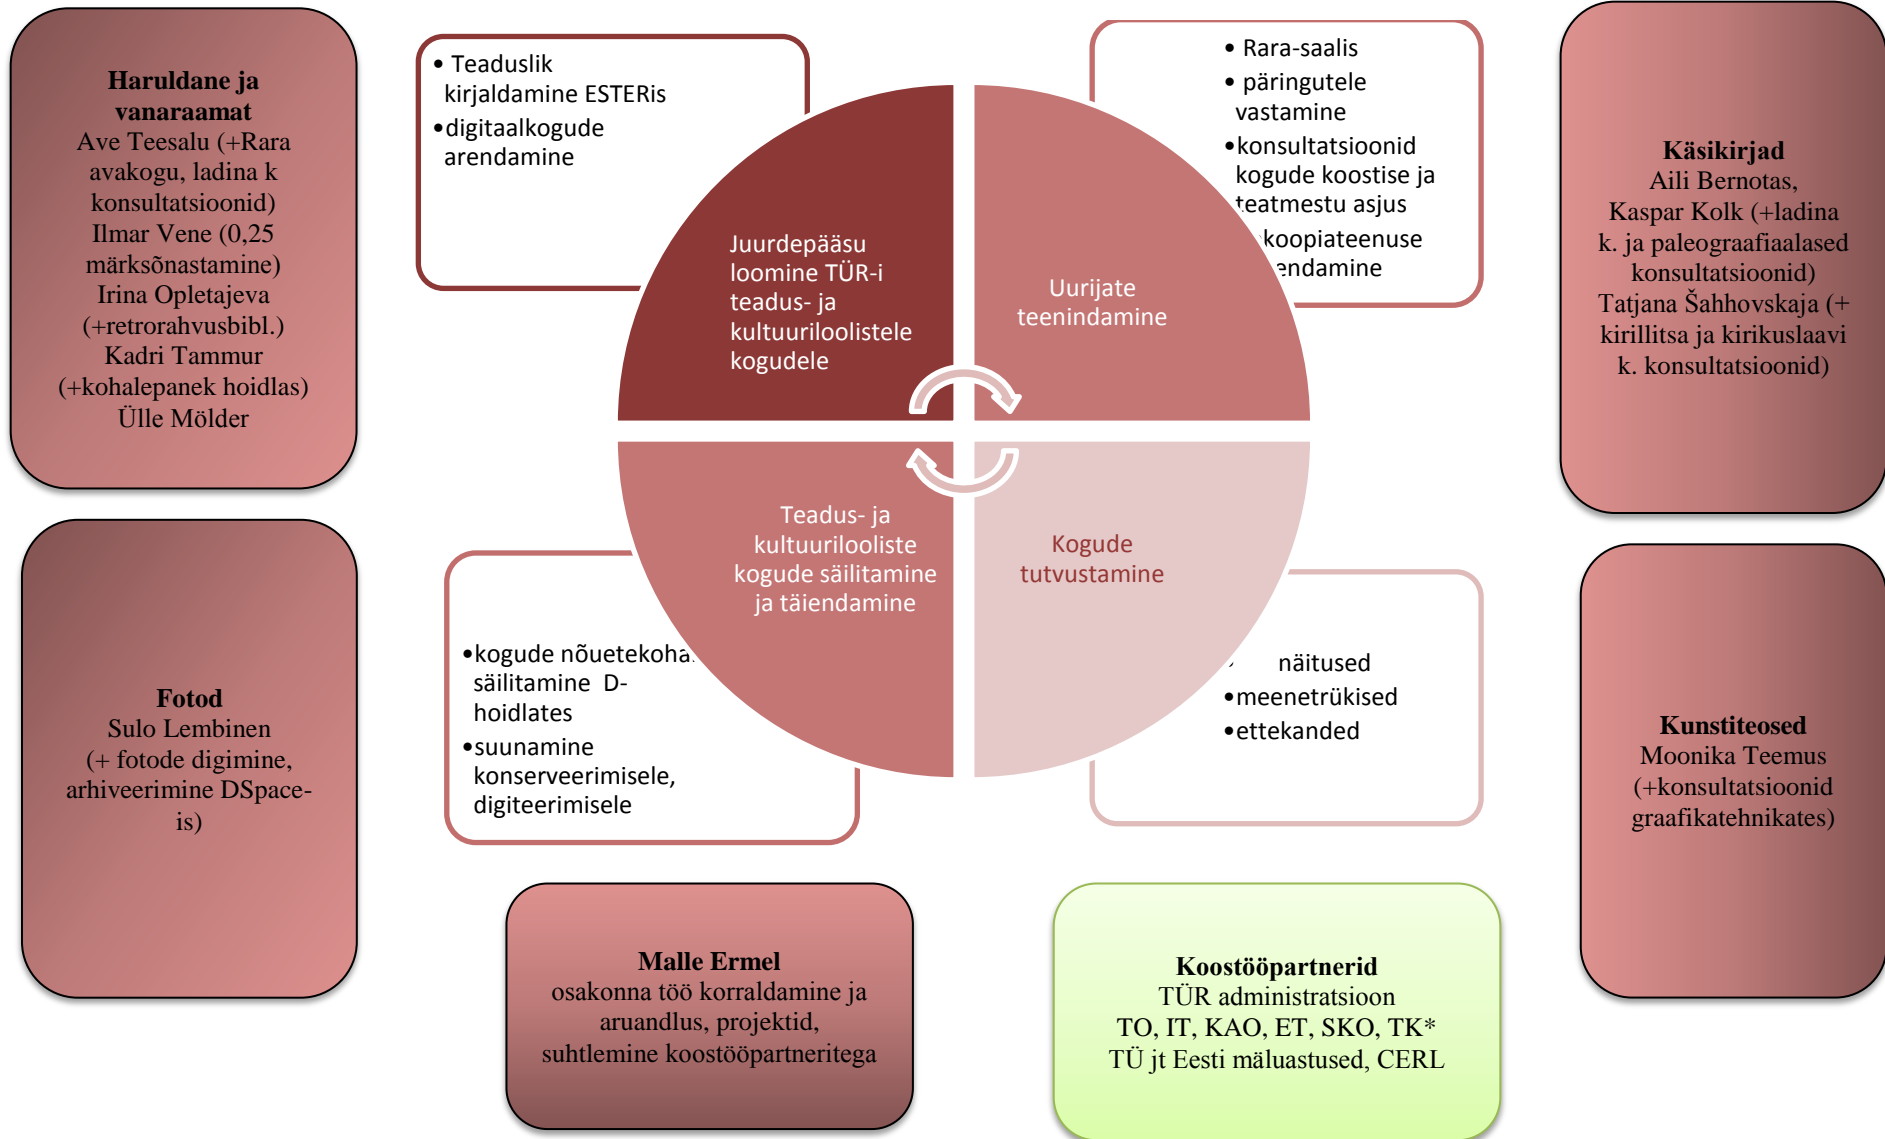 Haruldane ja
vanaraamat
Ave Teesalu (+Rara
avakogu, ladina k
konsultatsioonid)
Ilmar Vene (0,25
märksõnastamine)
Irina Opletajeva
(+retrorahvusbibl.)
Kadri Tammur
(+kohalepanek hoidlas)
Ülle Mölder
• Teaduslik
kirjaldamine ESTERis
•digitaalkogude
arendamine
• Rara-saalis
• päringutele
vastamine
•konsultatsioonid
kogude koostise ja
teatmestu asjus
koopiateenuse
Käsikirjad
Aili Bernotas,
Kaspar Kolk (+ladina
k. ja paleograafiaalased
konsultatsioonid)
Tatjana Šahhovskaja (+
kirillitsa ja kirikuslaavi
k. konsultatsioonid)
Juurdepääsu
loomine TÜR-i
teadus- ja
kultuuriloolistele
kogudele
Uurijate
teenindamine
Teadus- ja
kultuurilooliste
kogude säilitamine
ja täiendamine
Kogude
tutvustamine
Fotod
Sulo Lembinen
(+ fotode digimine,
arhiveerimine DSpace-
is)
•kogude
säilitamine D-
hoidlates
•suunamine
konserveerimisele,
digiteerimisele
näitused
•meenetrükised
•ettekanded
Kunstiteosed
Moonika Teemus
(+konsultatsioonid
graafikatehnikates)
Malle Ermel
osakonna töö korraldamine ja
aruandlus, projektid,
suhtlemine koostööpartneritega
Koostööpartnerid
TÜR administratsioon
TO, IT, KAO, ET, SKO, TK*
TÜ jt Eesti mäluastused, CERL